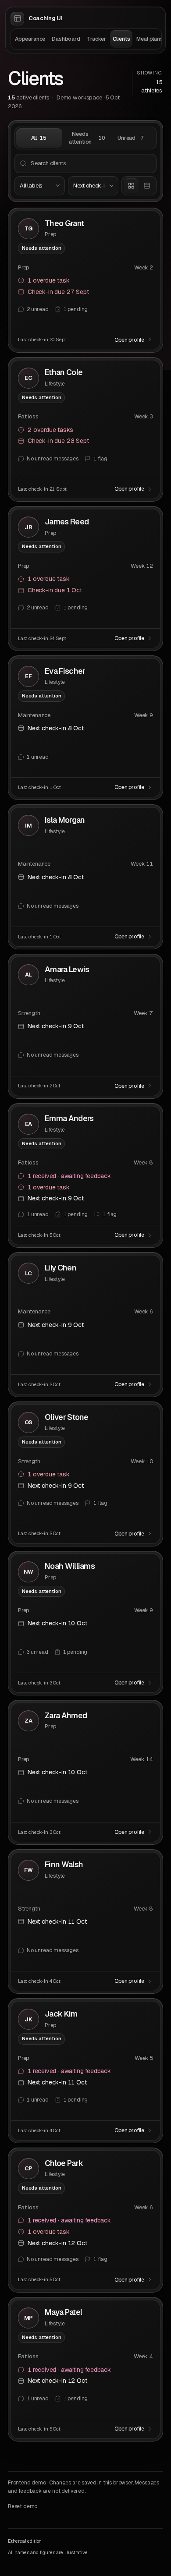 Coaching UI
Appearance Dashboard Tracker Clients Meal plans
Clients
15 active clients · Demo workspace · 5 Oct 2026
SHOWING
15 athletes
All 15 Needs attention 10 Unread 7
Search clients
All labels Next check-i
TG Theo Grant
Prep
Needs attention
Prep Week 2
1 overdue task
Check-in due 27 Sept
2 unread 1 pending
Last check-in 20 Sept Open profile
EC Ethan Cole
Lifestyle
Needs attention
Fat loss Week 3
2 overdue tasks
Check-in due 28 Sept
No unread messages 1 flag
Last check-in 21 Sept Open profile
JR James Reed
Prep
Needs attention
Prep Week 12
1 overdue task
Check-in due 1 Oct
2 unread 1 pending
Last check-in 24 Sept Open profile
EF Eva Fischer
Lifestyle
Needs attention
Maintenance Week 9
Next check-in 8 Oct
1 unread
Last check-in 1 Oct Open profile
IM Isla Morgan
Lifestyle
Maintenance Week 11
Next check-in 8 Oct
No unread messages
Last check-in 1 Oct Open profile
AL Amara Lewis
Lifestyle
Strength Week 7
Next check-in 9 Oct
No unread messages
Last check-in 2 Oct Open profile
EA Emma Anders
Lifestyle
Needs attention
Fat loss Week 8
1 received · awaiting feedback
1 overdue task
Next check-in 9 Oct
1 unread 1 pending 1 flag
Last check-in 5 Oct Open profile
LC Lily Chen
Lifestyle
Maintenance Week 6
Next check-in 9 Oct
No unread messages
Last check-in 2 Oct Open profile
OS Oliver Stone
Lifestyle
Needs attention
Strength Week 10
1 overdue task
Next check-in 9 Oct
No unread messages 1 flag
Last check-in 2 Oct Open profile
NW Noah Williams
Prep
Needs attention
Prep Week 9
Next check-in 10 Oct
3 unread 1 pending
Last check-in 3 Oct Open profile
ZA Zara Ahmed
Prep
Prep Week 14
Next check-in 10 Oct
No unread messages
Last check-in 3 Oct Open profile
FW Finn Walsh
Lifestyle
Strength Week 8
Next check-in 11 Oct
No unread messages
Last check-in 4 Oct Open profile
JK Jack Kim
Prep
Needs attention
Prep Week 5
1 received · awaiting feedback
Next check-in 11 Oct
1 unread 1 pending
Last check-in 4 Oct Open profile
CP Chloe Park
Lifestyle
Needs attention
Fat loss Week 6
1 received · awaiting feedback
1 overdue task
Next check-in 12 Oct
No unread messages 1 flag
Last check-in 5 Oct Open profile
MP Maya Patel
Lifestyle
Needs attention
Fat loss Week 4
1 received · awaiting feedback
Next check-in 12 Oct
2 unread 1 pending
Last check-in 5 Oct Open profile
Frontend demo · Changes are saved in this browser. Messages and feedback are not delivered.
Reset demo
Ethereal edition
All names and figures are illustrative.